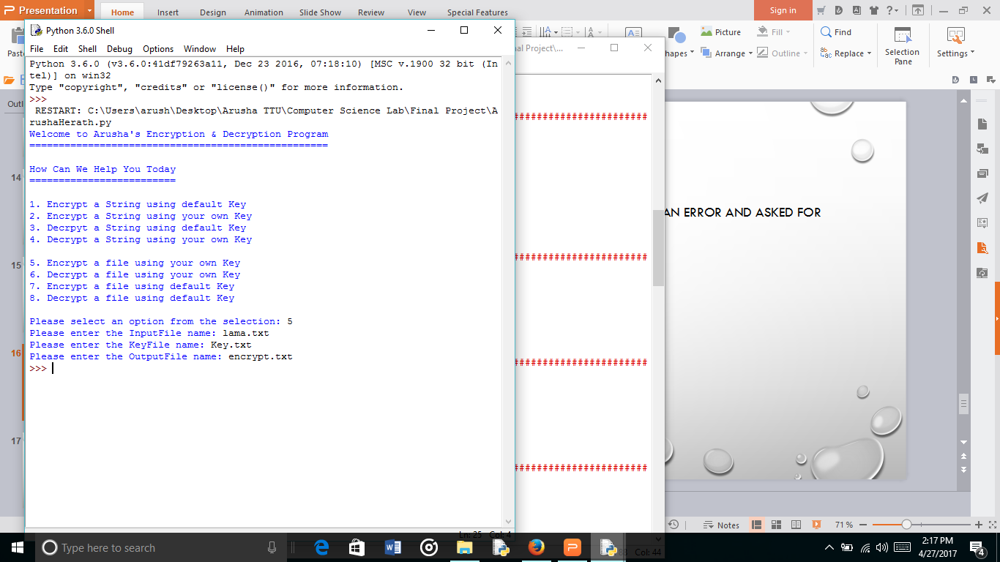 Presentation
Home Insert Design Animation Slide Show Review View Special Features
Sign in
Python 3.6.0 Shell
File Edit Shell Debug Options Window Help
Python 3.6.0 (v3.6.0:41df79263a11, Dec 23 2016, 07:18:10) [MSC v.1900 32 bit (In
tel)] on win32
Type "copyright", "credits" or "license()" for more information.
>>>
RESTART: C:\Users\arush\Desktop\Arusha TTU\Computer Science Lab\Final Project\A
rushaHerath.py
Welcome to Arusha's Encryption & Decryption Program
===================================================
How Can We Help You Today
=========================
1. Encrypt a String using default Key
2. Encrypt a String using your own Key
3. Decrpyt a String using default Key
4. Decrypt a String using your own Key
5. Encrypt a file using your own Key
6. Decrypt a file using your own Key
7. Encrypt a file using default Key
8. Decrypt a file using default Key
Please select an option from the selection: 5
Please enter the InputFile name: lama.txt
Please enter the KeyFile name: Key.txt
Please enter the OutputFile name: encrypt.txt
>>>
Ln: 25 Col: 4
Paste
Outl
14
15
16
17
nal Project\...
#######################
#######################
#######################
#######################
88 Col: 44
hapes
Picture
Fill
Arrange
Outline
Find
Replace
Selection
Pane
Settings
AN ERROR AND ASKED FOR
Notes
71 %
Type here to search
2:17 PM
4/27/2017
4